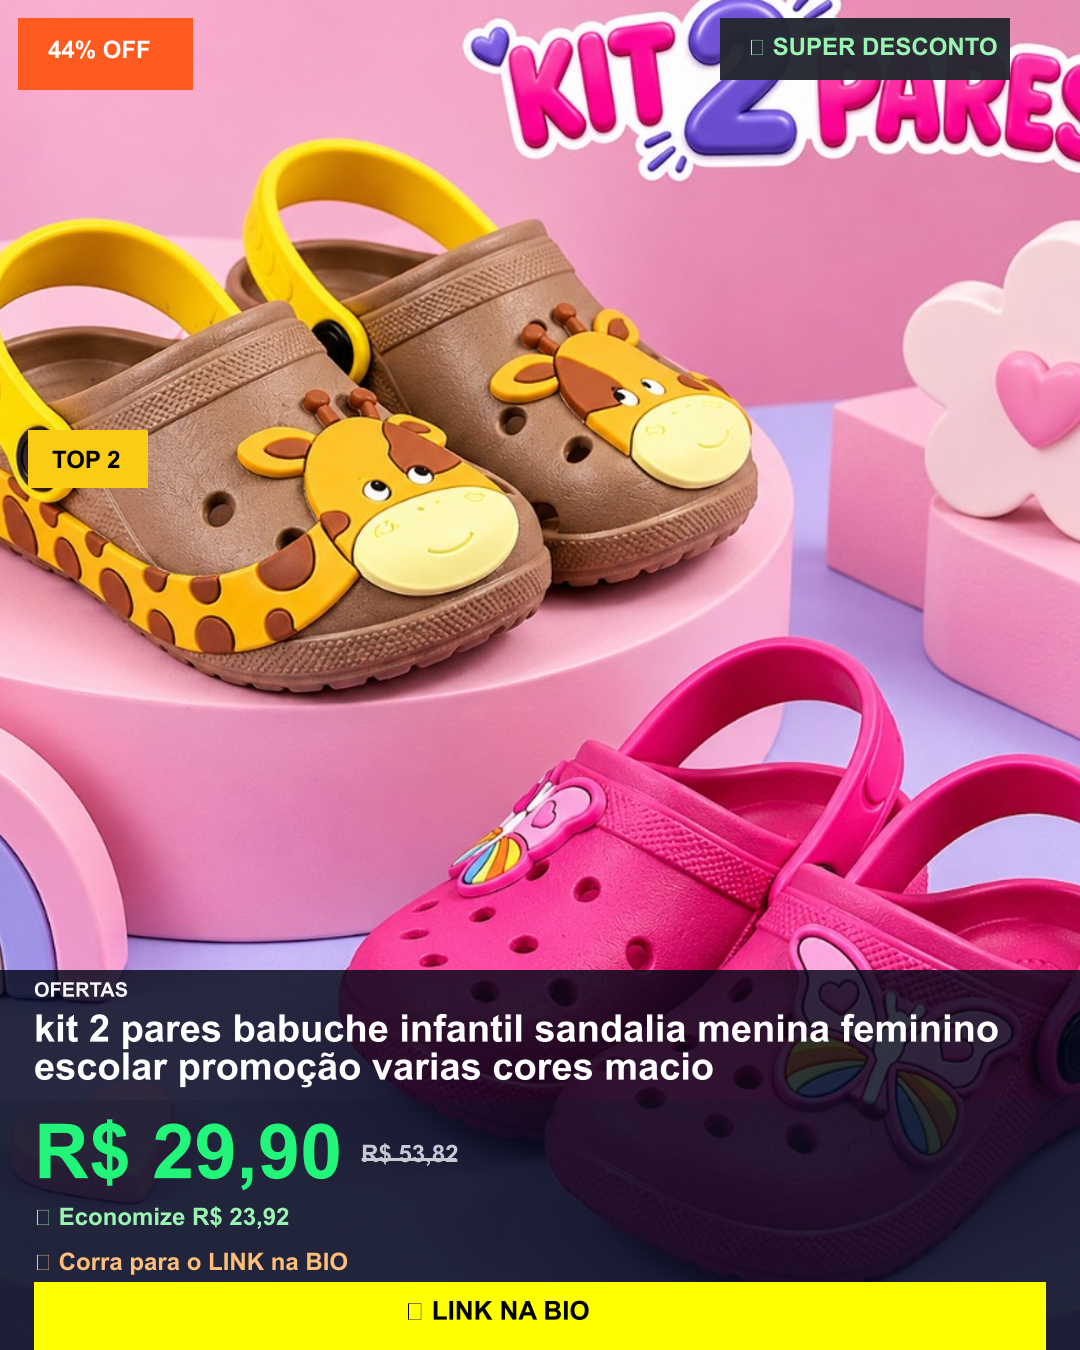 44% OFF
SUPER DESCONTO
KIT 2 PARES
TOP 2
OFERTAS
kit 2 pares babuche infantil sandalia menina feminino
escolar promoção varias cores macio
R$ 29,90 R$ 53,82
Economize R$ 23,92
Corra para o LINK na BIO
LINK NA BIO